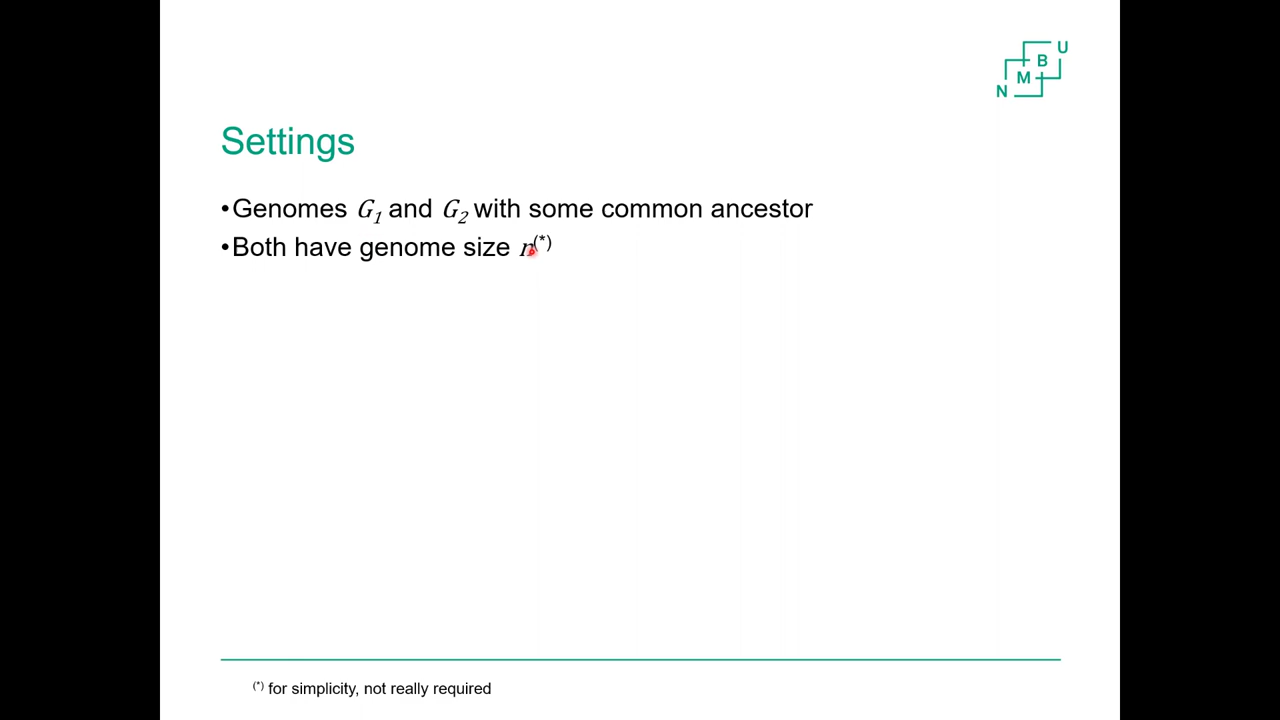 N M B U
Settings
•Genomes G1 and G2 with some common ancestor
•Both have genome size n(*)
(*) for simplicity, not really required